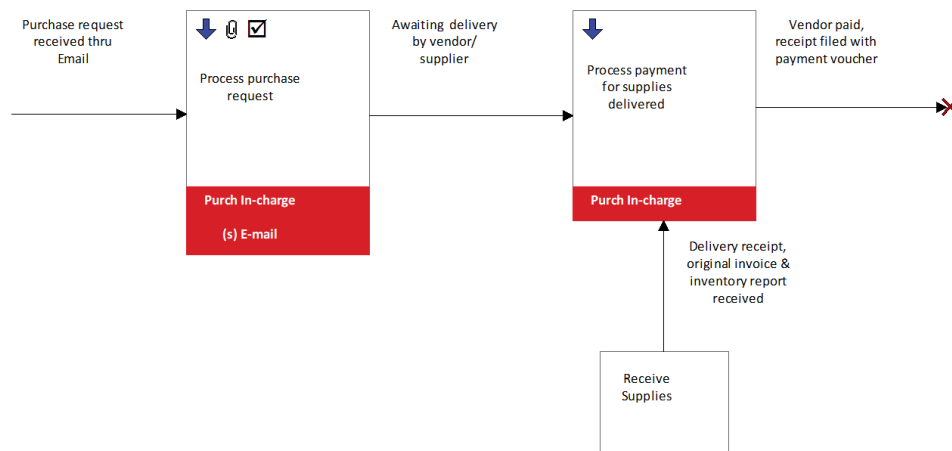 Purchase request
received thru
Email
Process purchase
request
Purch In-charge
(s) E-mail
Awaiting delivery
by vendor/
supplier
Process payment
for supplies
delivered
Purch In-charge
Vendor paid,
receipt filed with
payment voucher
Delivery receipt,
original invoice &
inventory report
received
Receive
Supplies